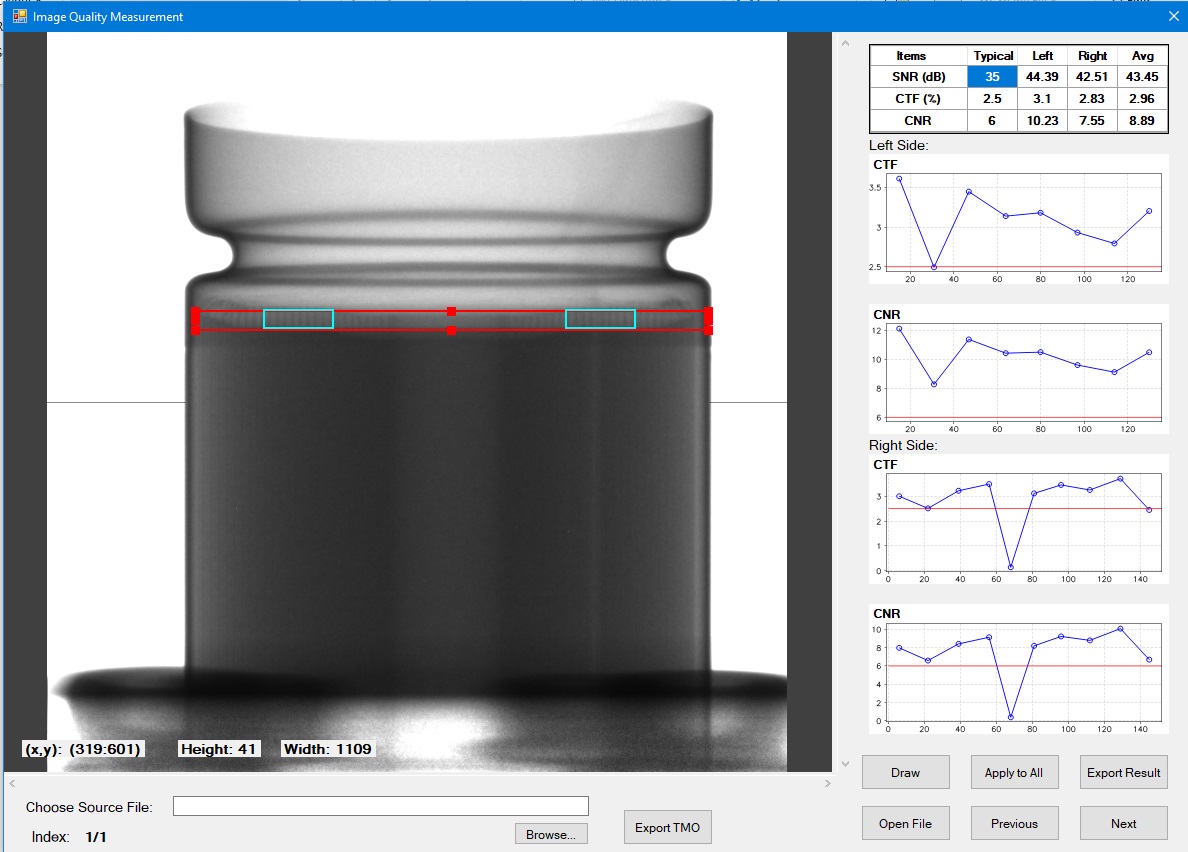 Image Quality Measurement
Items Typical Left Right Avg
SNR (dB) 35 44.39 42.51 43.45
CTF (%) 2.5 3.1 2.83 2.96
CNR 6 10.23 7.55 8.89
Left Side:
CTF
3.5
3
2.5
20 40 60 80 100 120
CNR
12
10
8
6
20 40 60 80 100 120
Right Side:
CTF
3
2
1
0
0 20 40 60 80 100 120 140
CNR
10
8
6
4
2
0
0 20 40 60 80 100 120 140
(x,y): (319:601) Height: 41 Width: 1109
Draw Apply to All Export Result
Choose Source File:
Index: 1/1
Browse...
Export TMO
Open File Previous Next